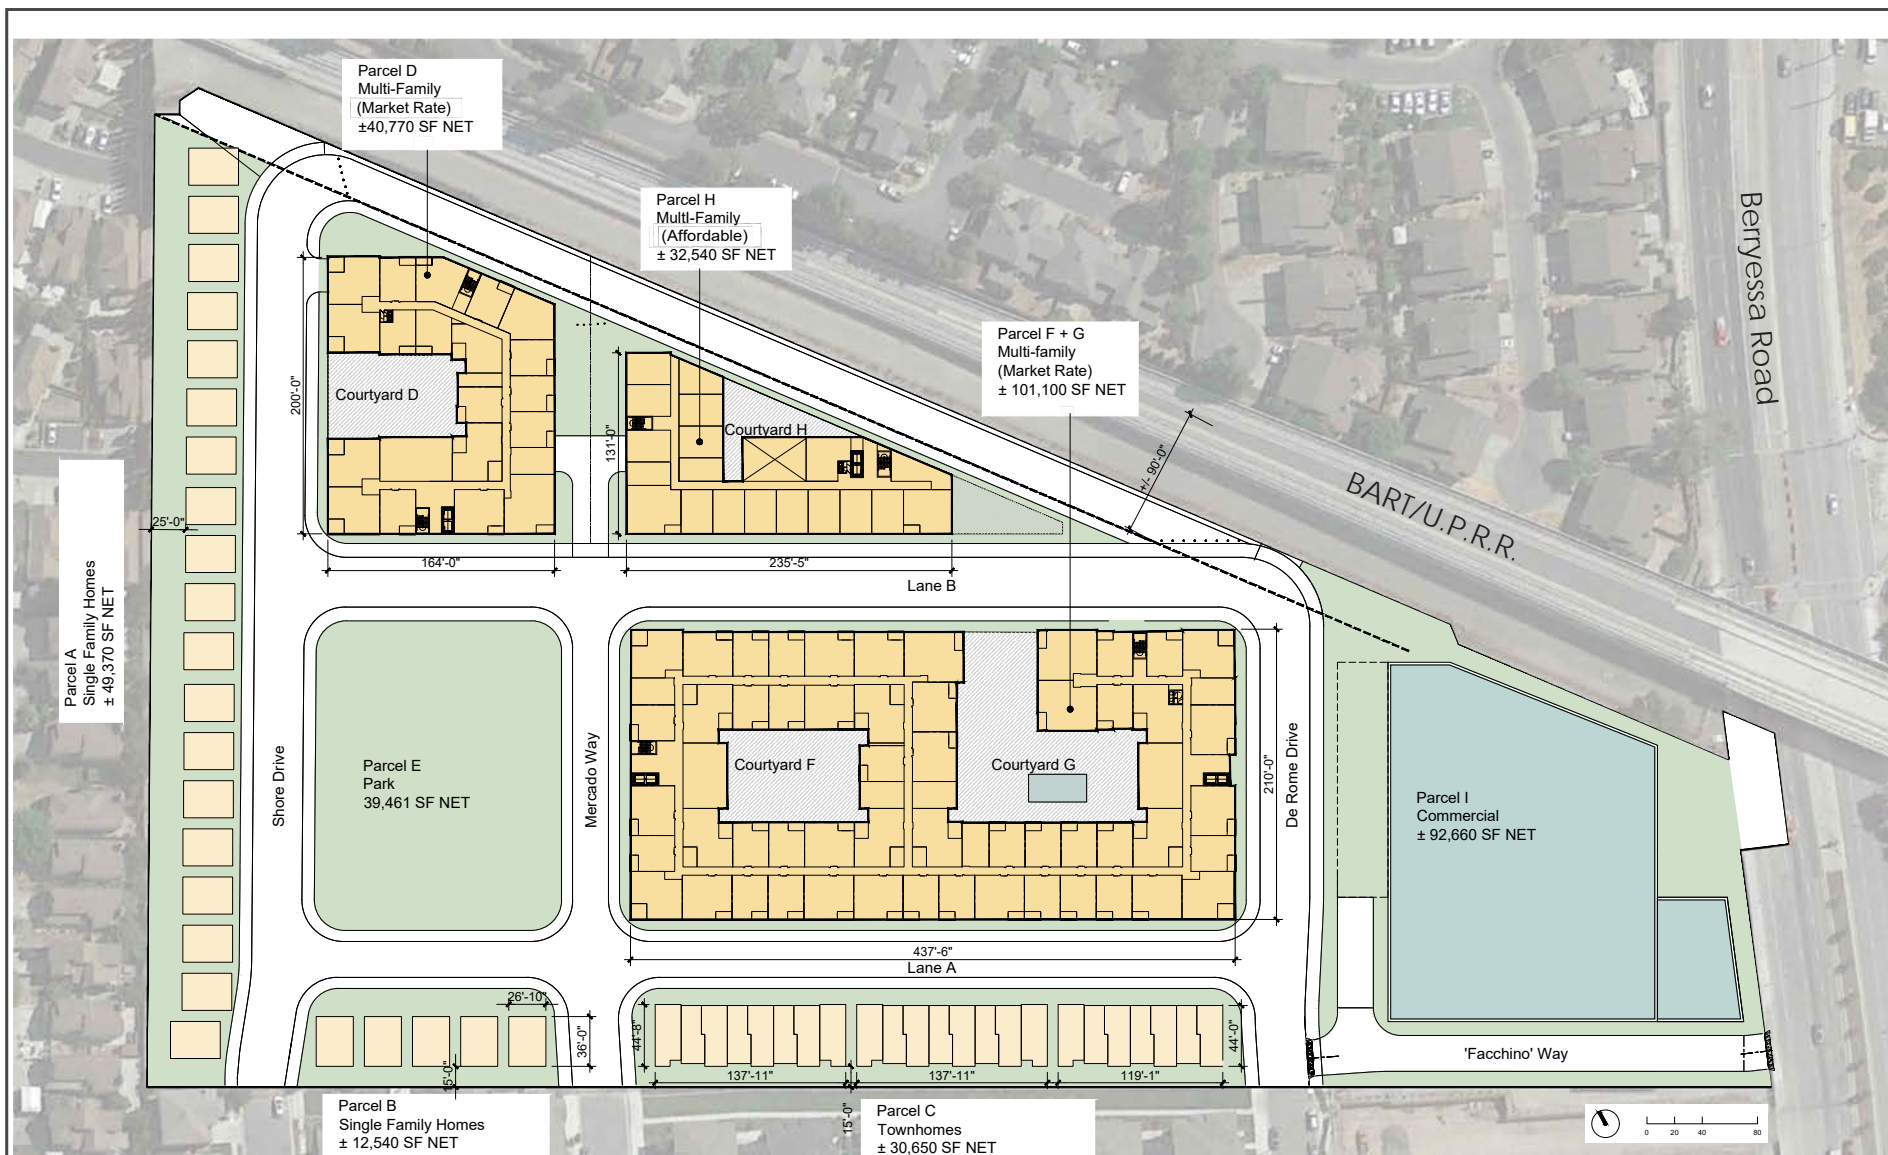 Parcel D
Multi-Family
(Market Rate)
±40,770 SF NET
Parcel H
MultI-Family
(Affordable)
± 32,540 SF NET
Parcel F + G
Multi-family
(Market Rate)
± 101,100 SF NET
Berryessa Road
BART/U.P.R.R.
+/- 90'-0"
200'-0"
Courtyard D
131'-0"
Courtyard H
25'-0"
Parcel A
Single Family Homes
± 49,370 SF NET
164'-0"
235'-5"
Lane B
Shore Drive
Parcel E
Park
39,461 SF NET
Mercado Way
Courtyard F
Courtyard G
210'-0"
De Rome Drive
Parcel I
Commercial
± 92,660 SF NET
437'-6"
Lane A
26'-10"
36'-0"
15'-0"
44'-8"
137'-11"
137'-11"
119'-1"
44'-0"
15'-0"
'Facchino' Way
Parcel B
Single Family Homes
± 12,540 SF NET
Parcel C
Townhomes
± 30,650 SF NET
0 20 40 80